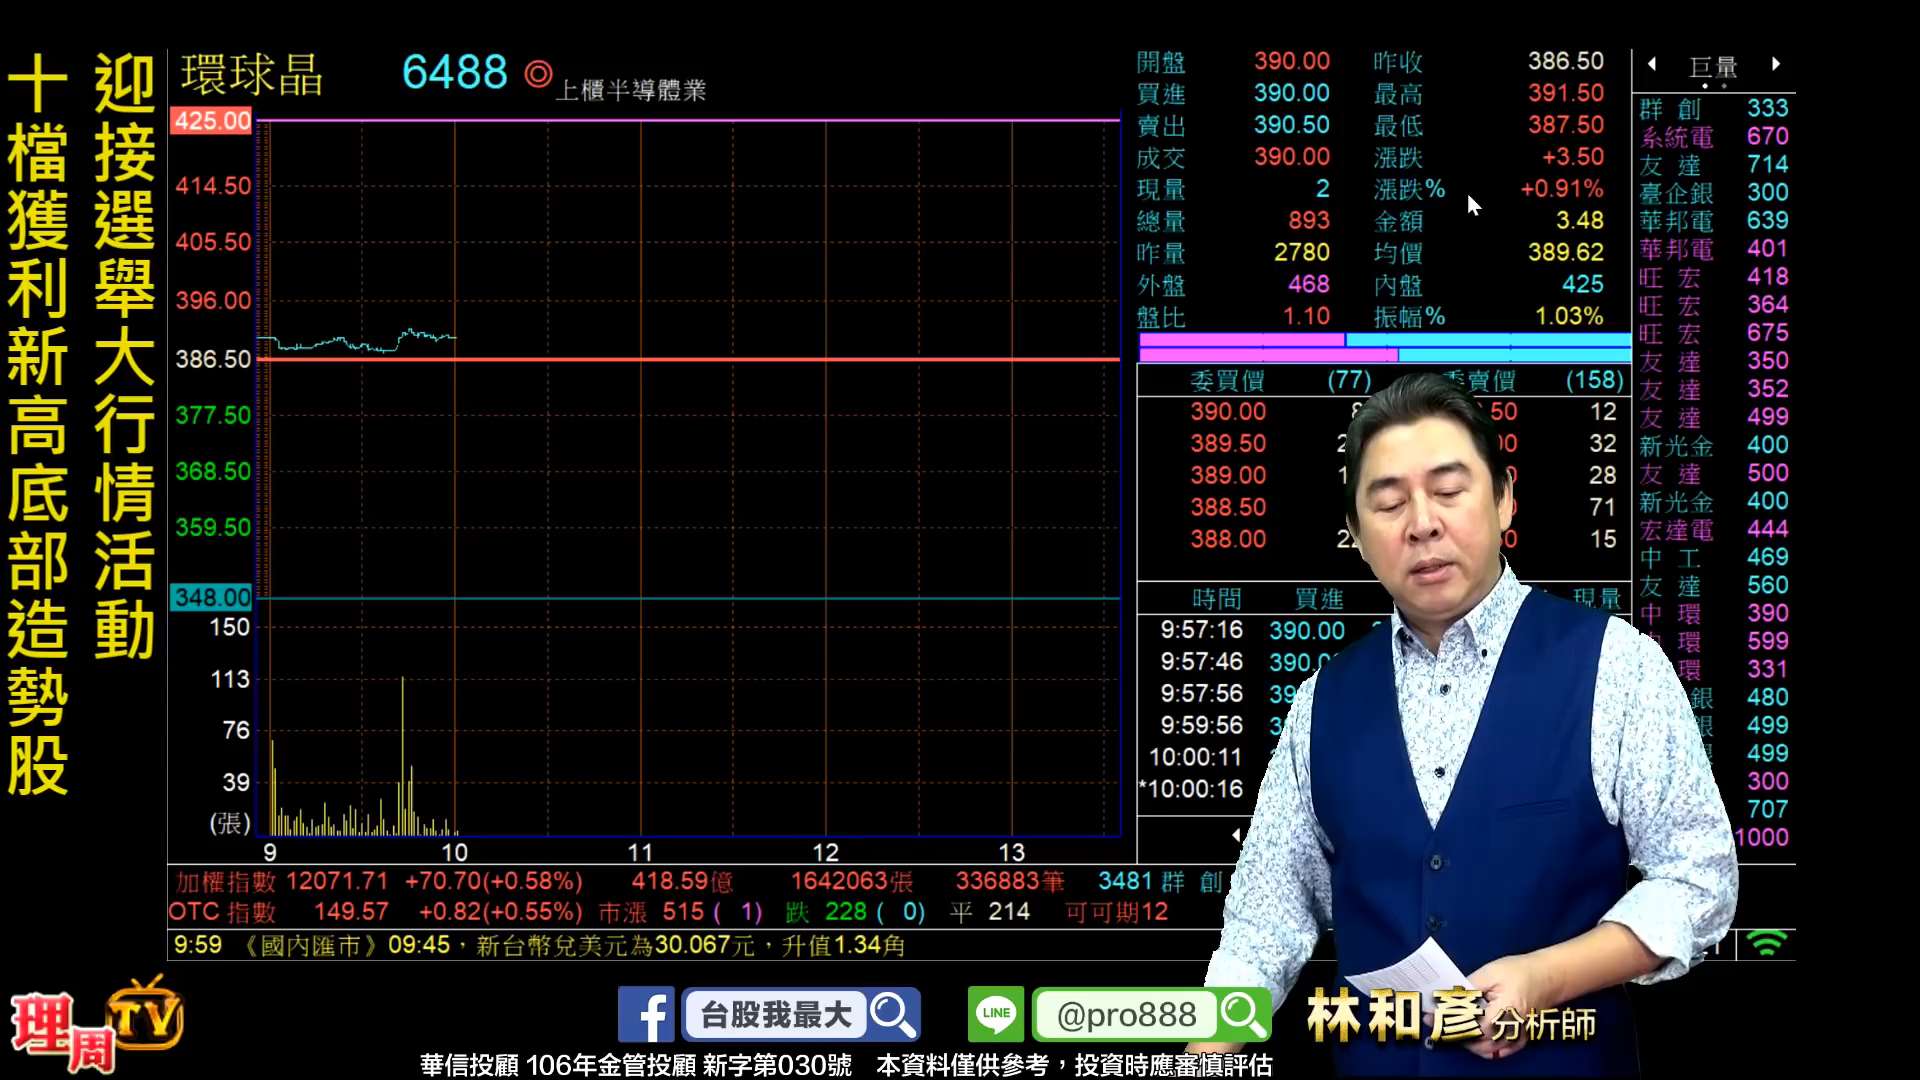 迎接選舉大行情活動
十檔獲利新高底部造勢股
環球晶 6488 ◎ 上櫃半導體業
425.00
414.50
405.50
396.00
386.50
377.50
368.50
359.50
348.00
150
113
76
39
(張)
9 10 11 12 13
開盤 390.00 昨收 386.50
買進 390.00 最高 391.50
賣出 390.50 最低 387.50
成交 390.00 漲跌 +3.50
現量 2 漲跌% +0.91%
總量 893 金額 3.48
昨量 2780 均價 389.62
外盤 468 內盤 425
盤比 1.10 振幅% 1.03%
委買價 (77) 委賣價 (158)
390.00 12
389.50 32
389.00 28
388.50 71
388.00 15
時間 買進 現量
9:57:16 390.00
9:57:46
9:57:56
9:59:56
10:00:11
*10:00:16
巨量
群創 333
系統電 670
友達 714
臺企銀 300
華邦電 639
華邦電 401
旺宏 418
旺宏 364
旺宏 675
友達 350
友達 352
友達 499
新光金 400
友達 500
新光金 400
宏達電 444
中工 469
友達 560
中環 390
環 599
環 331
銀 480
499
499
300
707
1000
加權指數 12071.71 +70.70(+0.58%) 418.59億 1642063張 336883筆 3481 群創
OTC 指數 149.57 +0.82(+0.55%) 市漲 515 ( 1) 跌 228 ( 0) 平 214 可可期12
9:59 《國內匯市》09:45，新台幣兌美元為30.067元，升值1.34角
理周TV
台股我最大
LINE @pro888
林和彥 分析師
華信投顧 106年金管投顧 新字第030號 本資料僅供參考，投資時應審慎評估